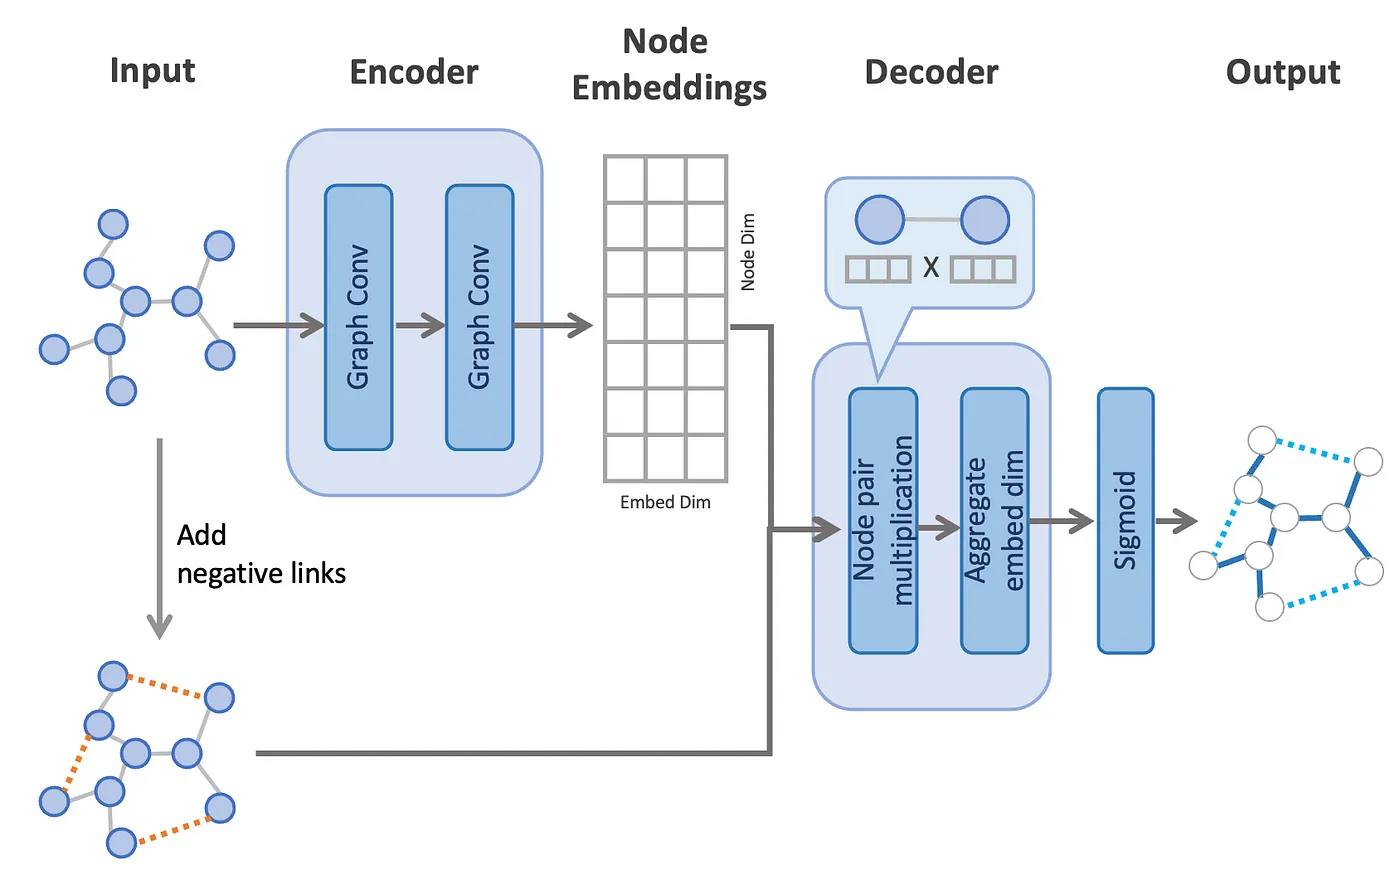 Input
Encoder
Node
Embeddings
Decoder
Output
Graph Conv
Graph Conv
Node Dim
Embed Dim
X
Node pair
multiplication
Aggregate
embed dim
Sigmoid
Add
negative links